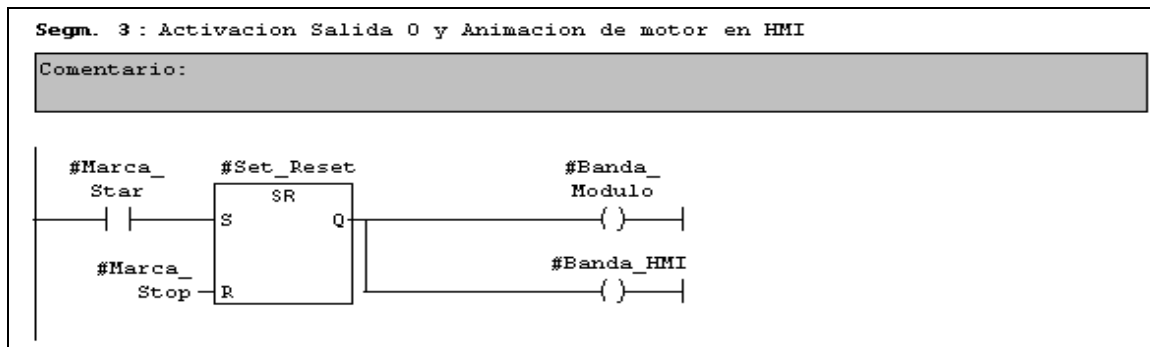 Segm. 3 : Activacion Salida 0 y Animacion de motor en HMI
Comentario:
#Marca_
Star
#Set_Reset
SR
S
Q
#Banda_
Modulo
#Marca_
Stop
R
#Banda_HMI